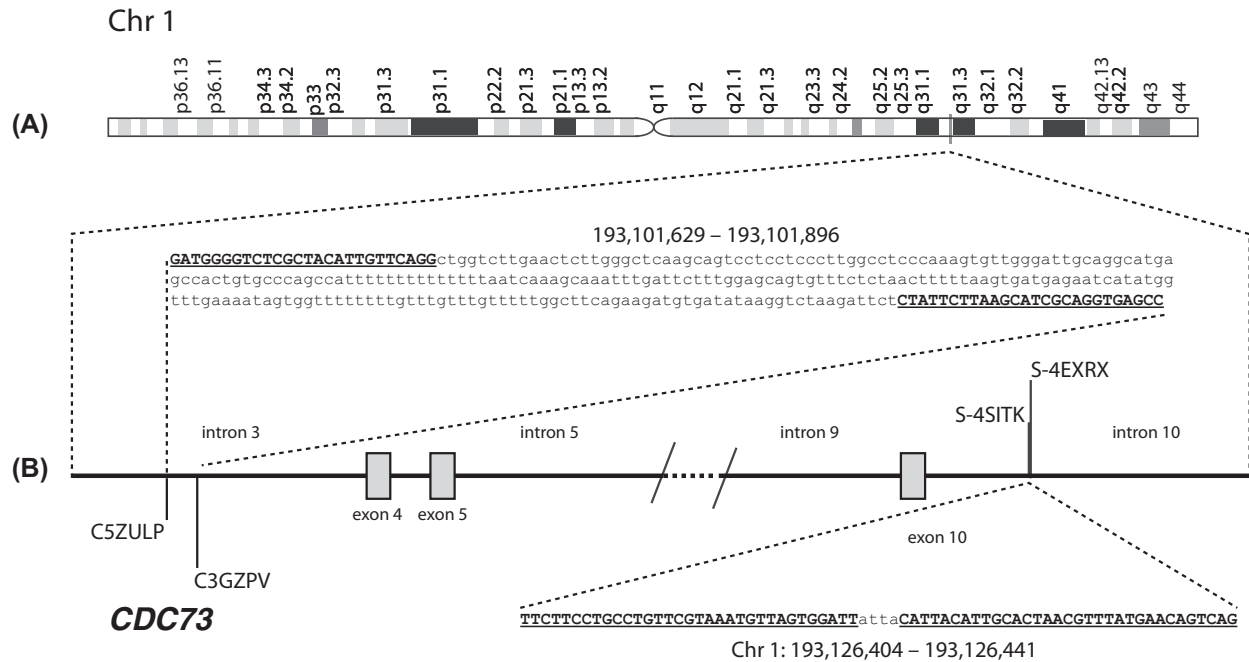 Chr 1
p36.13 p36.11 p34.3 p34.2 p33 p32.3 p31.3 p31.1 p22.2 p21.3 p21.1 p13.3 p13.2 q11 q12 q21.1 q21.3 q23.3 q24.2 q25.2 q25.3 q31.1 q31.3 q32.1 q32.2 q41 q42.13 q42.2 q43 q44
(A)
193,101,629 – 193,101,896
GATGGGGTCTCGCTACATTGTTCAGGctggtcttgaactcttgggctcaagcagtcctcctcccttggcctcccaaagtgttgggattgcaggcatga
gccactgtgcccagccatttttttttttttttaatcaaagcaaatttgattctttggagcagtgtttctctaactttttaagtgatgagaatcatatgg
tttgaaaatagtggtttttttttgtttgtttgtttttggcttcagagatgtgatataaggtctaagattctCTATTCTTAAGCATCGCAGGTGAGCC
S-4EXRX
S-4SITK
intron 3 intron 5 intron 9 intron 10
(B)
exon 4 exon 5
C5ZULP
exon 10
C3GZPV
CDC73
TTCTTCCTGCCTGTTCGTAAATGTTAGTGGATTattaCATTACATTGCACTAACGTTTATGAACAGTCAG
Chr 1: 193,126,404 – 193,126,441